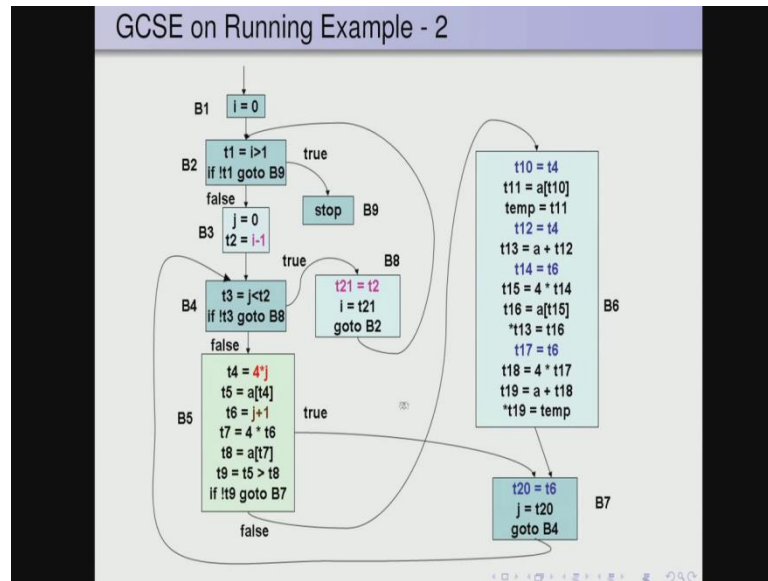 GCSE on Running Example - 2
B1
i = 0
B2
t1 = i>1
if !t1 goto B9
true
false
stop
B9
B3
j = 0
t2 = i-1
true
B8
B4
t3 = j<t2
if !t3 goto B8
t21 = t2
i = t21
goto B2
false
B5
t4 = 4*j
t5 = a[t4]
t6 = j+1
t7 = 4 * t6
t8 = a[t7]
t9 = t5 > t8
if !t9 goto B7
true
false
t10 = t4
t11 = a[t10]
temp = t11
t12 = t4
t13 = a + t12
t14 = t6
t15 = 4 * t14
t16 = a[t15]
*t13 = t16
t17 = t6
t18 = 4 * t17
t19 = a + t18
*t19 = temp
B6
t20 = t6
j = t20
goto B4
B7